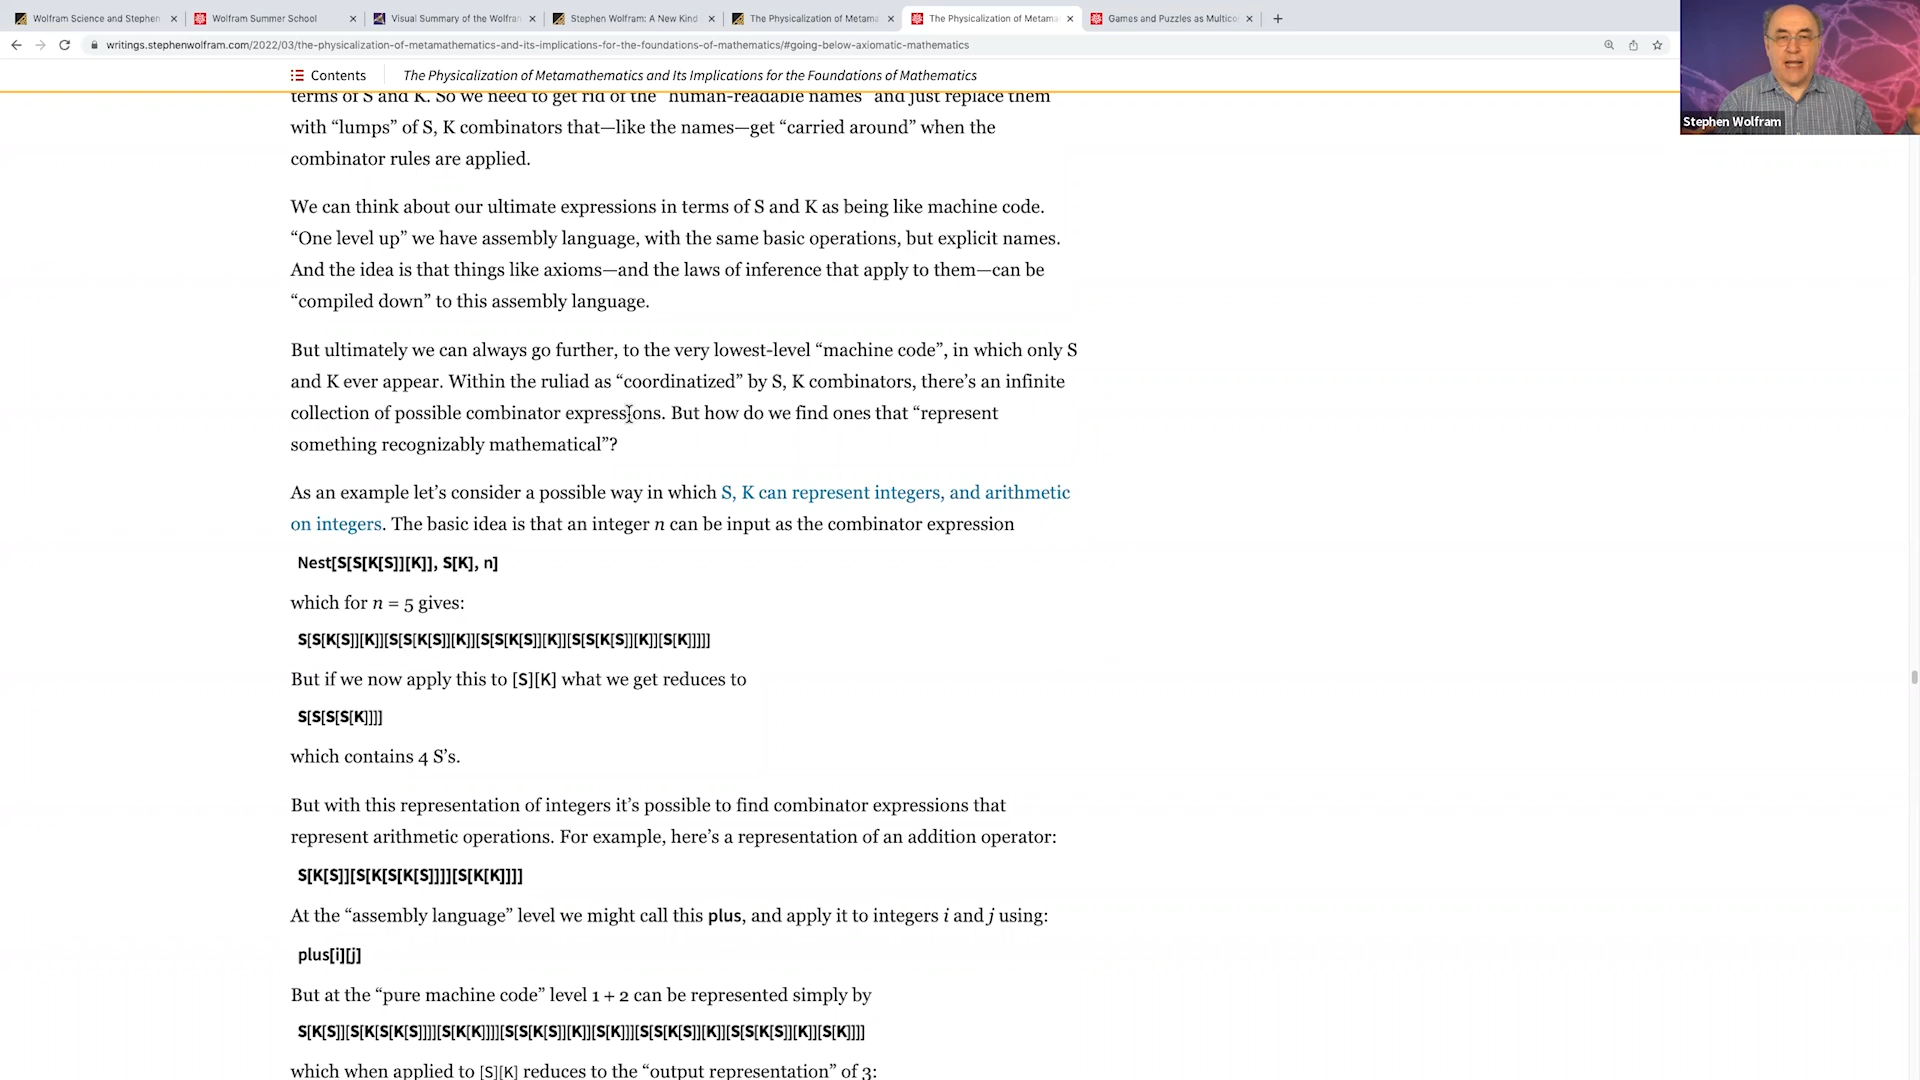 Wolfram Science and Stephen
Wolfram Summer School
Visual Summary of the Wolfram
Stephen Wolfram: A New Kind
The Physicalization of Metama
The Physicalization of Metama
Games and Puzzles as Multico
writings.stephenwolfram.com/2022/03/the-physicalization-of-metamathematics-and-its-implications-for-the-foundations-of-mathematics/#going-below-axiomatic-mathematics
Stephen Wolfram
Contents
The Physicalization of Metamathematics and Its Implications for the Foundations of Mathematics
terms of S and K. So we need to get rid of the “human-readable names” and just replace them
with “lumps” of S, K combinators that—like the names—get “carried around” when the
combinator rules are applied.
We can think about our ultimate expressions in terms of S and K as being like machine code.
“One level up” we have assembly language, with the same basic operations, but explicit names.
And the idea is that things like axioms—and the laws of inference that apply to them—can be
“compiled down” to this assembly language.
But ultimately we can always go further, to the very lowest-level “machine code”, in which only S
and K ever appear. Within the ruliad as “coordinatized” by S, K combinators, there’s an infinite
collection of possible combinator expressions. But how do we find ones that “represent
something recognizably mathematical”?
As an example let’s consider a possible way in which S, K can represent integers, and arithmetic
on integers. The basic idea is that an integer n can be input as the combinator expression
Nest[S[S[K[S]][K]], S[K], n]
which for n = 5 gives:
S[S[K[S]][K]][S[S[K[S]][K]][S[S[K[S]][K]][S[S[K[S]][K]][S[K]]]]]
But if we now apply this to [S][K] what we get reduces to
S[S[S[S[K]]]]
which contains 4 S’s.
But with this representation of integers it’s possible to find combinator expressions that
represent arithmetic operations. For example, here’s a representation of an addition operator:
S[K[S]][S[K[S[K[S]]]][S[K[K]]]]
At the “assembly language” level we might call this plus, and apply it to integers i and j using:
plus[i][j]
But at the “pure machine code” level 1 + 2 can be represented simply by
S[K[S]][S[K[S[K[S]]]][S[K[K]]]][S[S[K[S]][K]][S[K]]][S[S[K[S]][K]][S[S[K[S]][K]][S[K]]]]
which when applied to [S][K] reduces to the “output representation” of 3: